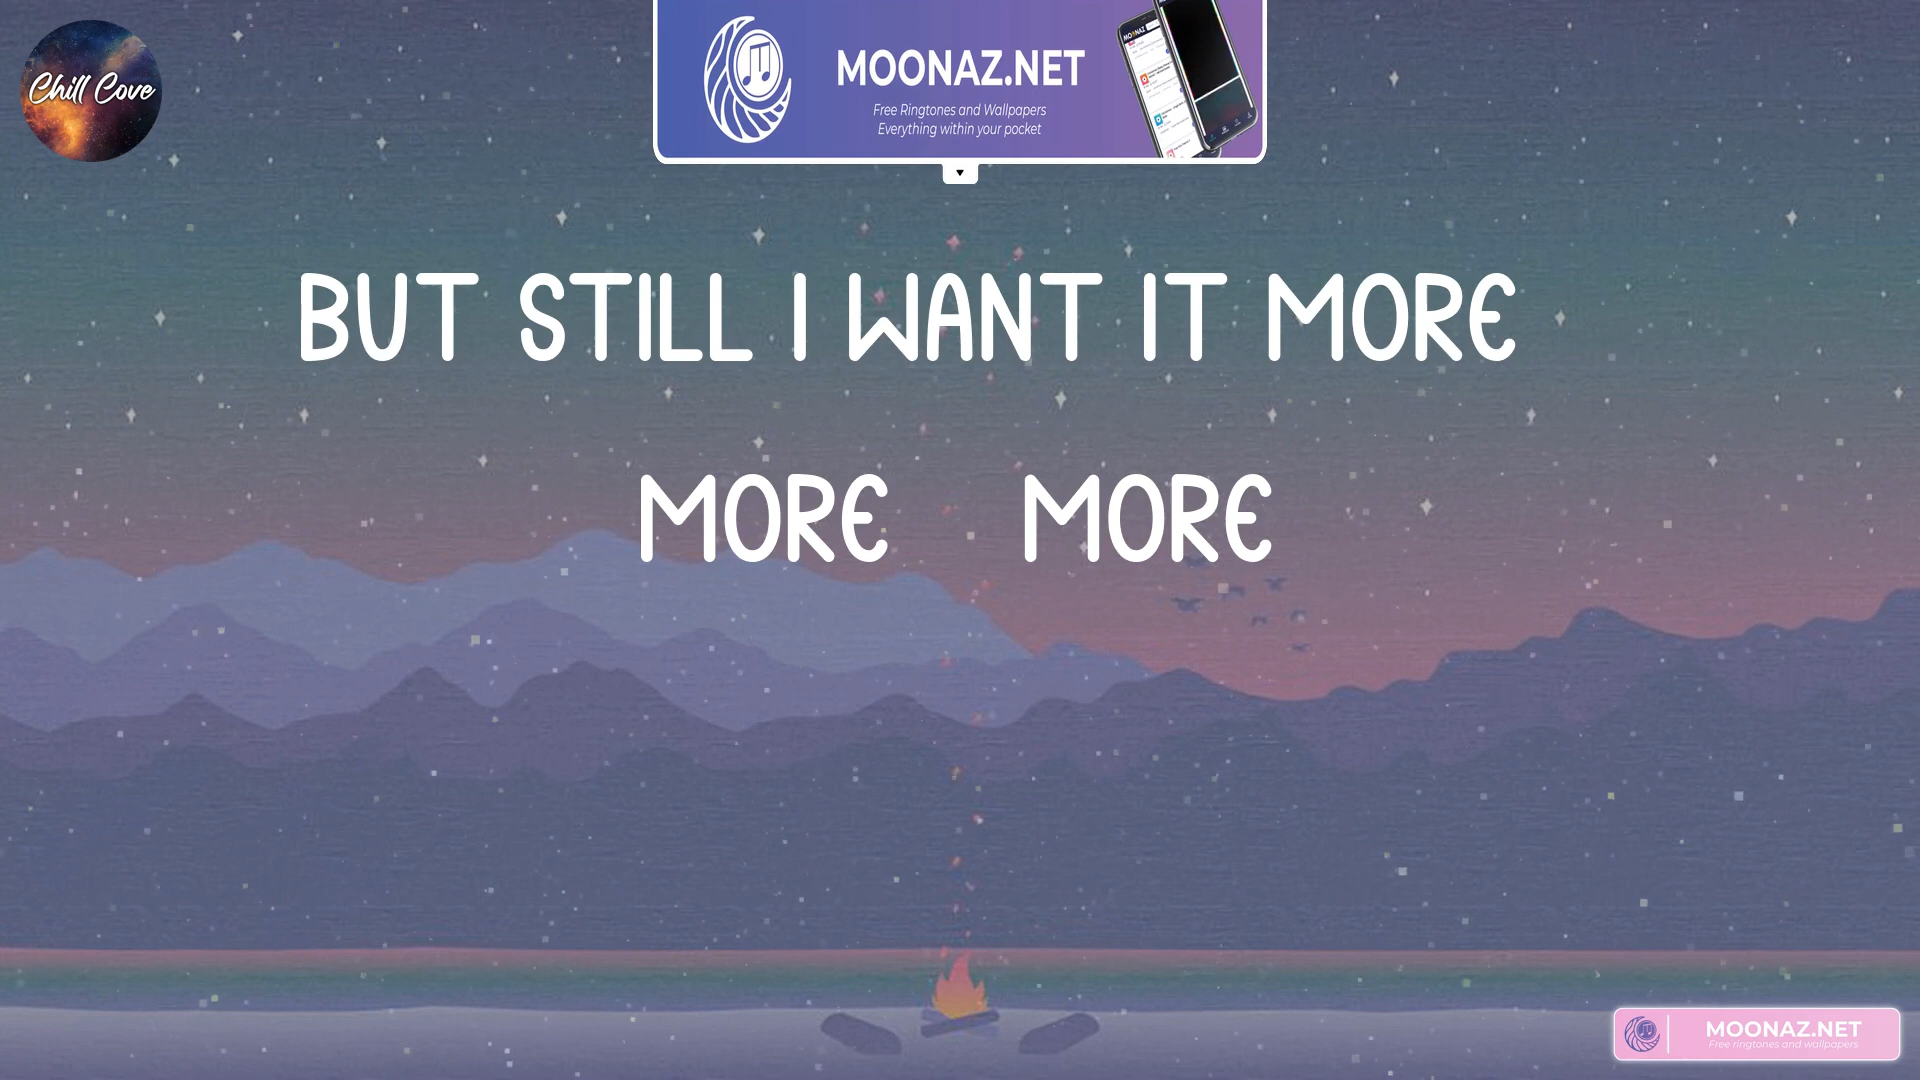 Chill Cove
MOONAZ.NET
Free Ringtones and Wallpapers
Everything within your pocket
BUT STILL I WANT IT MORE
MORE MORE
MOONAZ.NET
Free ringtones and wallpapers